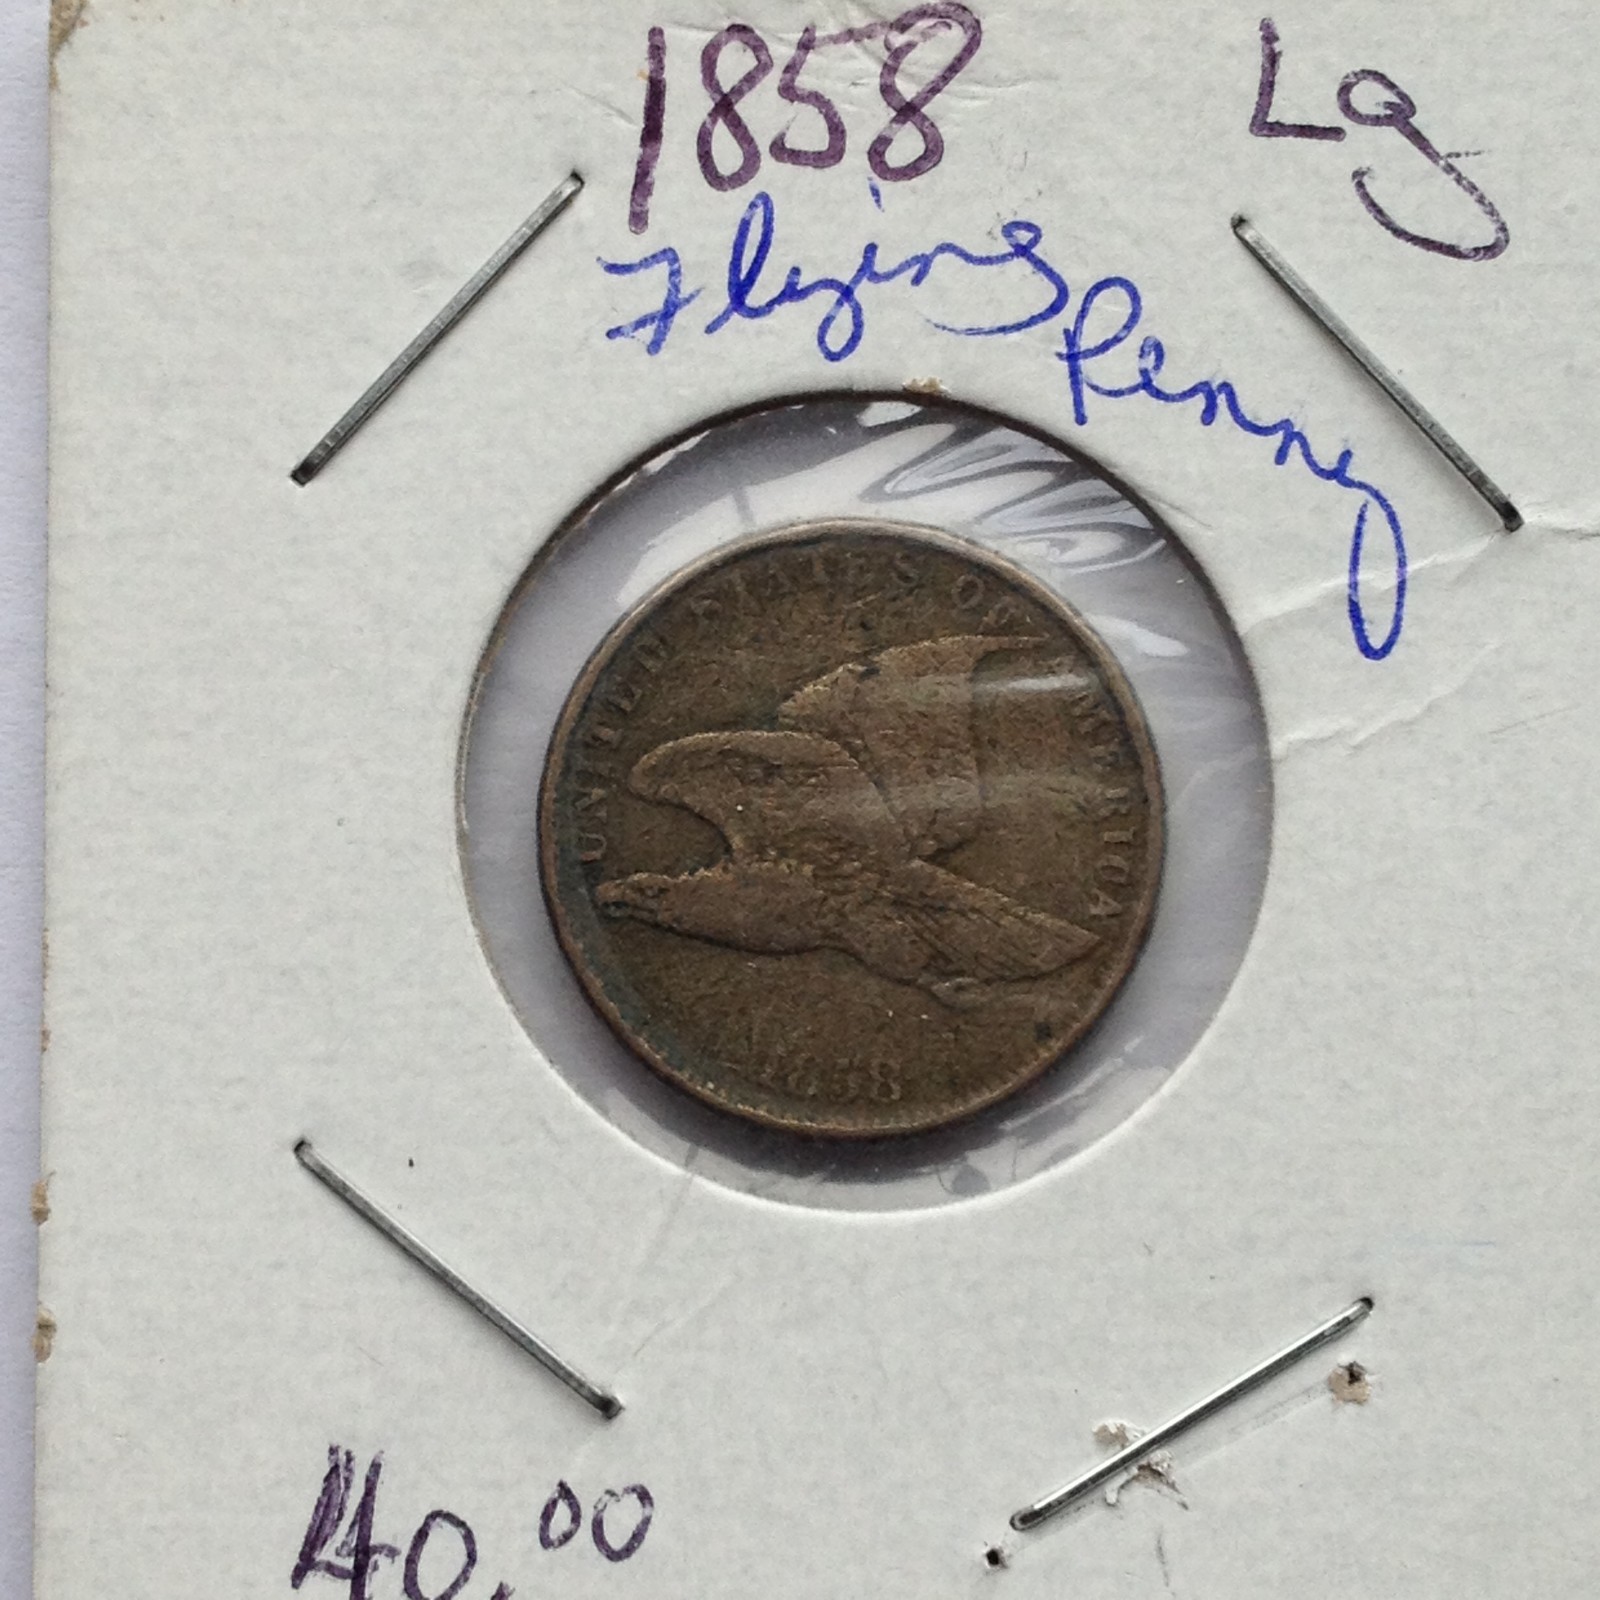 1858
Lg
Flying
Penny
UNITED STATES OF AMERICA
1858
40.00